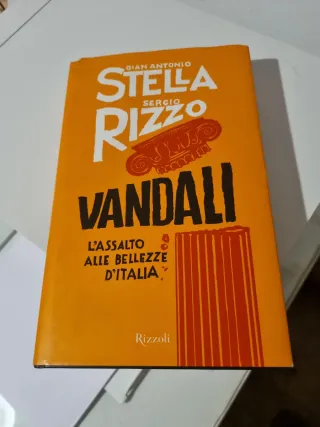 GIAN ANTONIO
STELLA
SERGIO
RIZZO
VANDALI
L'ASSALTO
ALLE BELLEZZE
D'ITALIA
Rizzoli